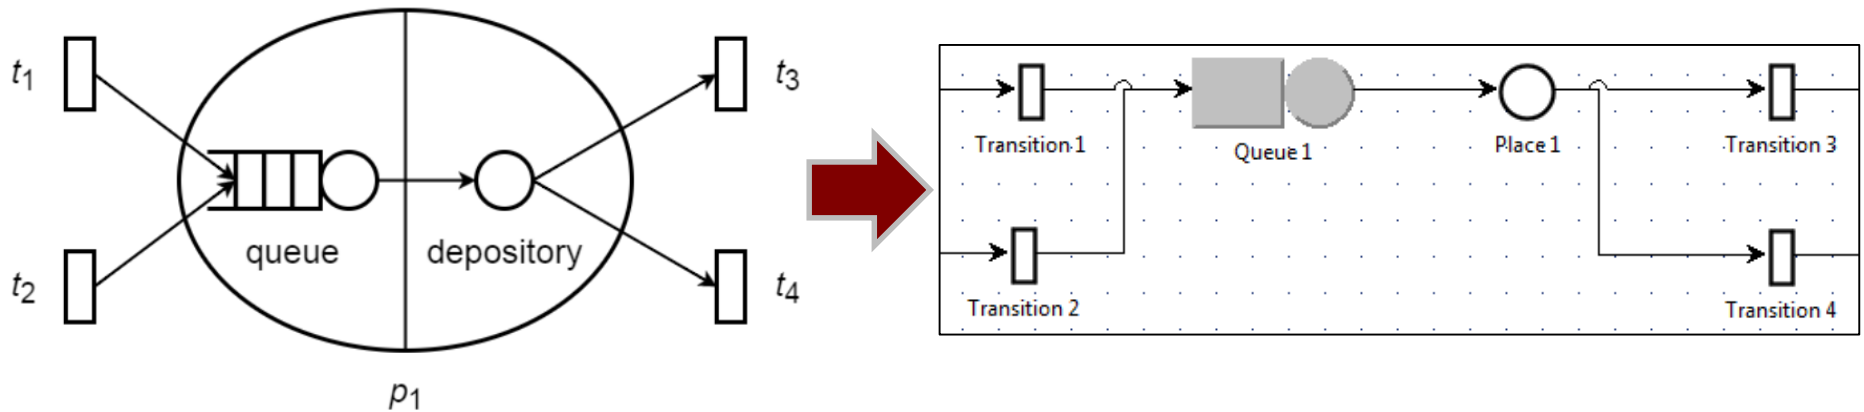 t1
t2
queue
depository
p1
t3
t4
Transition 1
Queue 1
Place 1
Transition 3
Transition 2
Transition 4